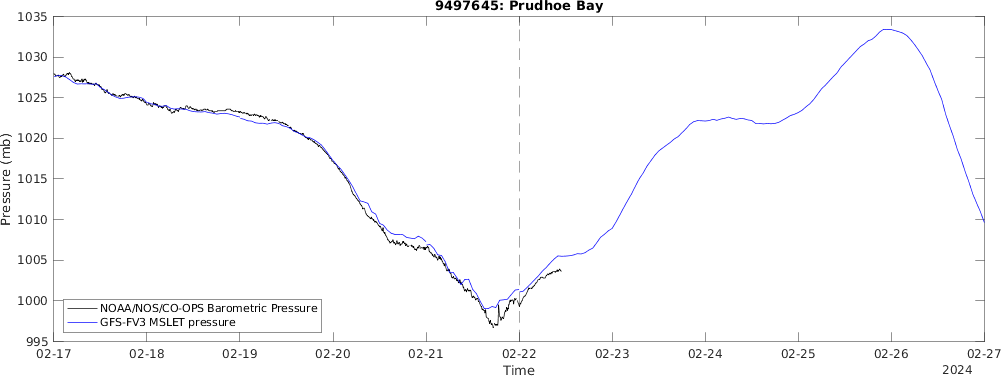 9497645: Prudhoe Bay
1035
1030
1025
1020
1015
1010
1005
1000
995
Pressure (mb)
NOAA/NOS/CO-OPS Barometric Pressure
GFS-FV3 MSLET pressure
02-17 02-18 02-19 02-20 02-21 02-22 02-23 02-24 02-25 02-26 02-27
Time
2024